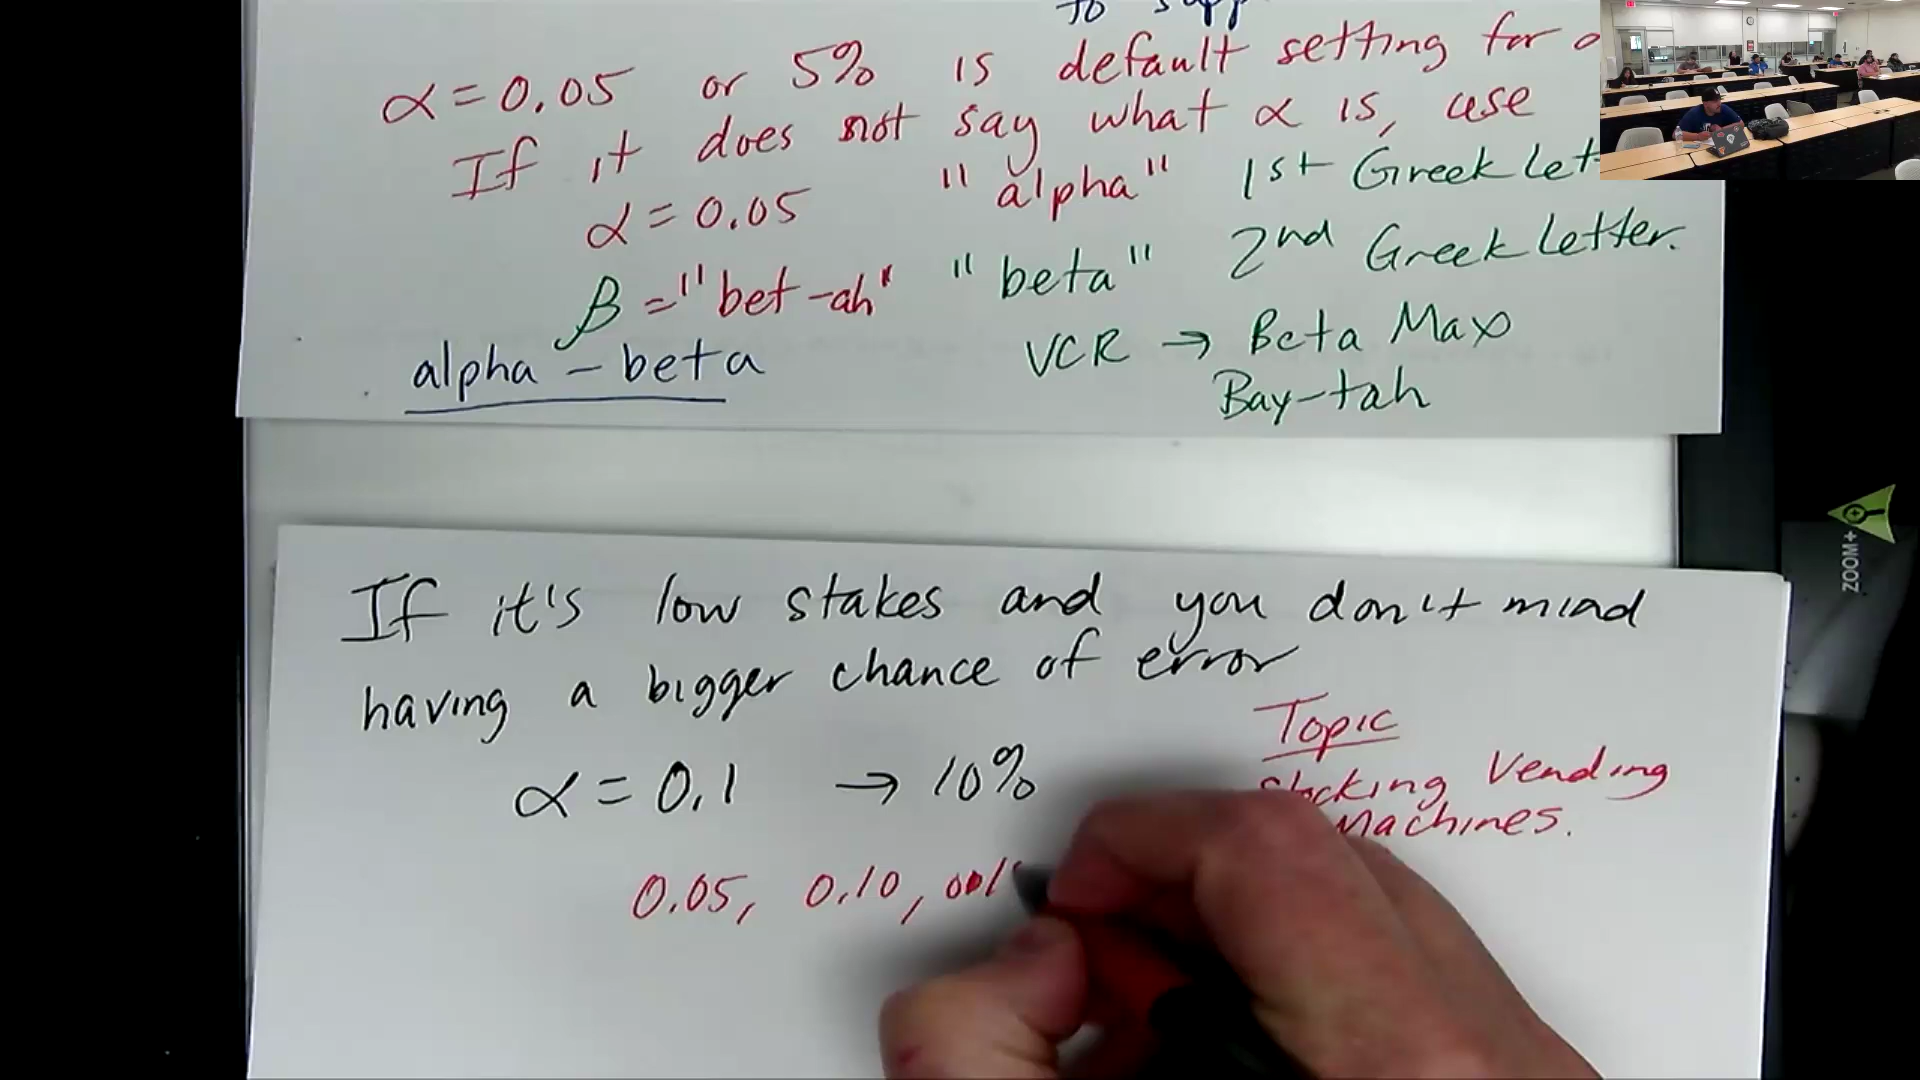 to supp
α = 0.05 or 5% is default setting for α
If it does not say what α is, use
α = 0.05 "alpha" 1st Greek Let
β = "bet-ah" "beta" 2nd Greek Letter.
alpha - beta
VCR → Beta Max
Bay-tah
If it's low stakes and you don't mind
having a bigger chance of error
α = 0.1 → 10%
Topic
Stocking Vending
Machines.
0.05, 0.10,
ZOOM+